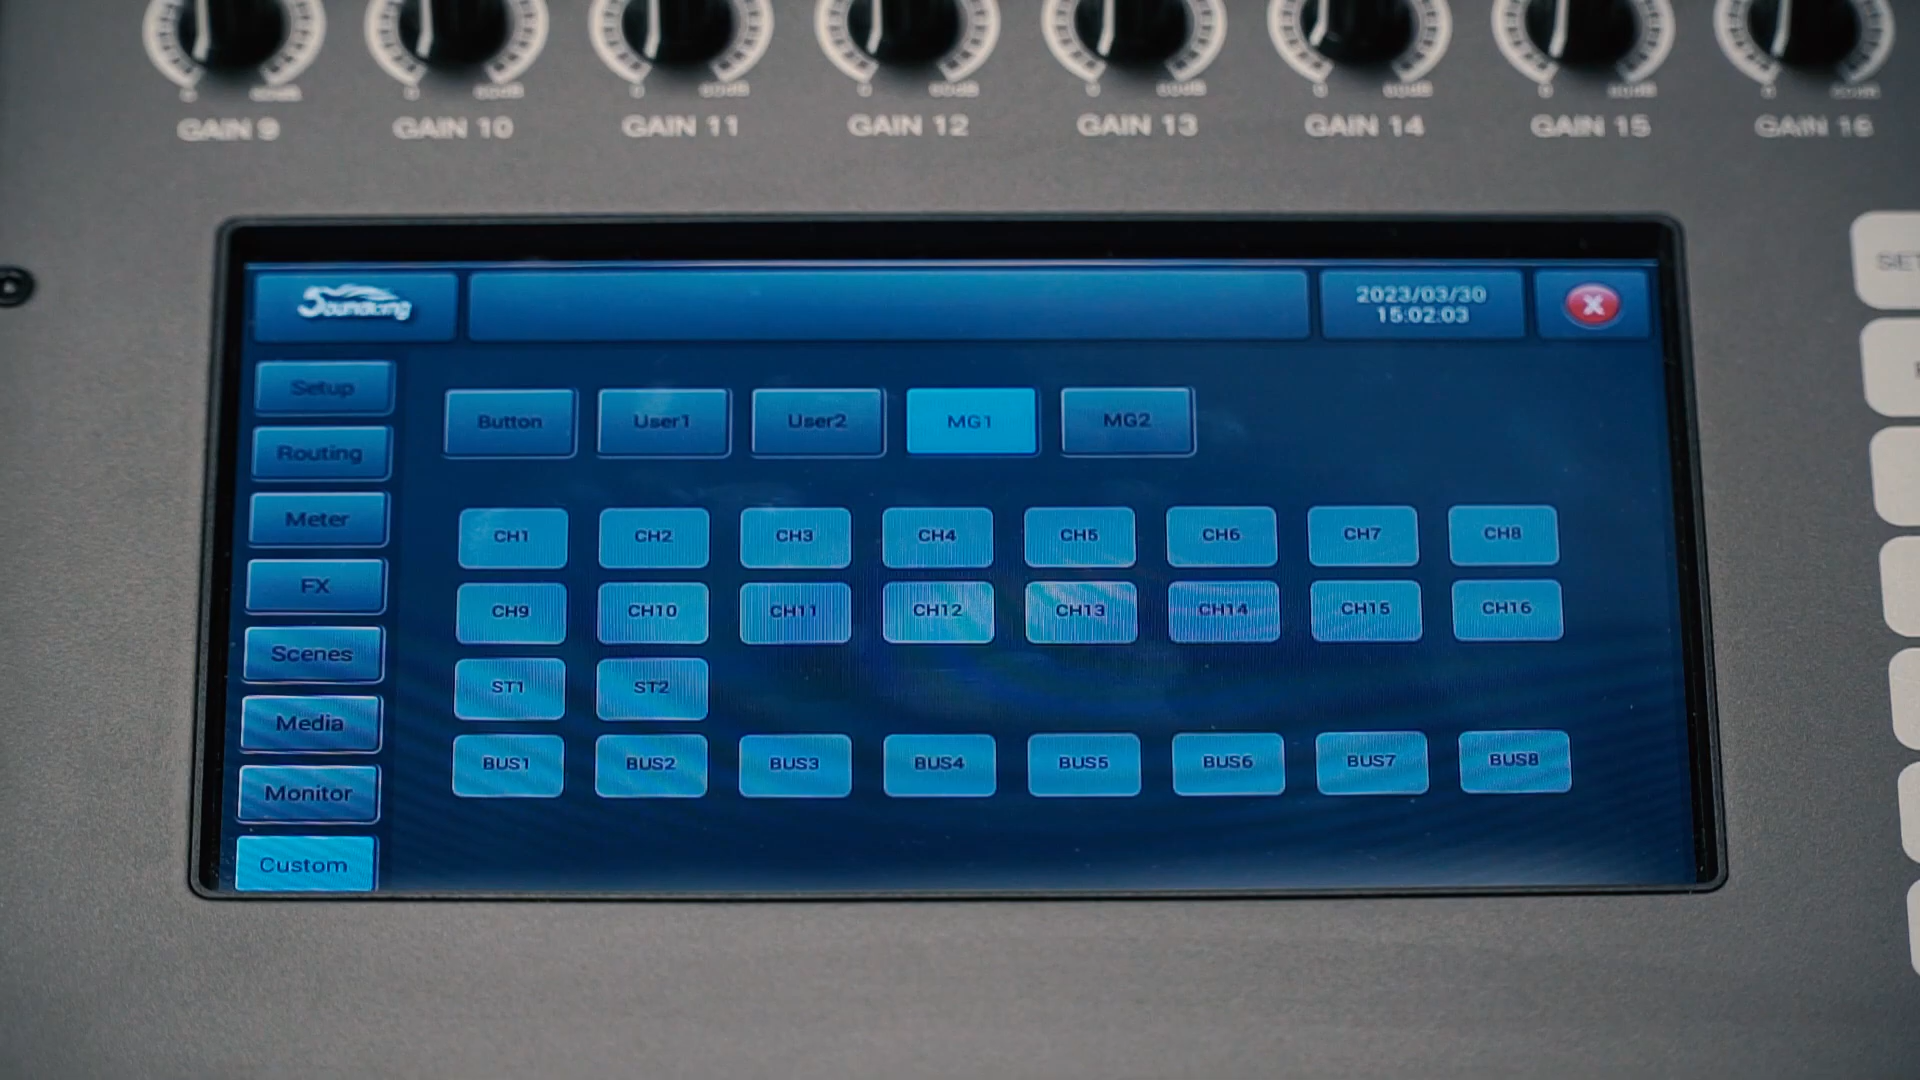 GAIN 9 GAIN 10 GAIN 11 GAIN 12 GAIN 13 GAIN 14 GAIN 15 GAIN 16
Soundking
2023/03/30
15:02:03
X
Setup
Routing
Meter
FX
Scenes
Media
Monitor
Custom
Button User1 User2 MG1 MG2
CH1 CH2 CH3 CH4 CH5 CH6 CH7 CH8
CH9 CH10 CH11 CH12 CH13 CH14 CH15 CH16
ST1 ST2
BUS1 BUS2 BUS3 BUS4 BUS5 BUS6 BUS7 BUS8